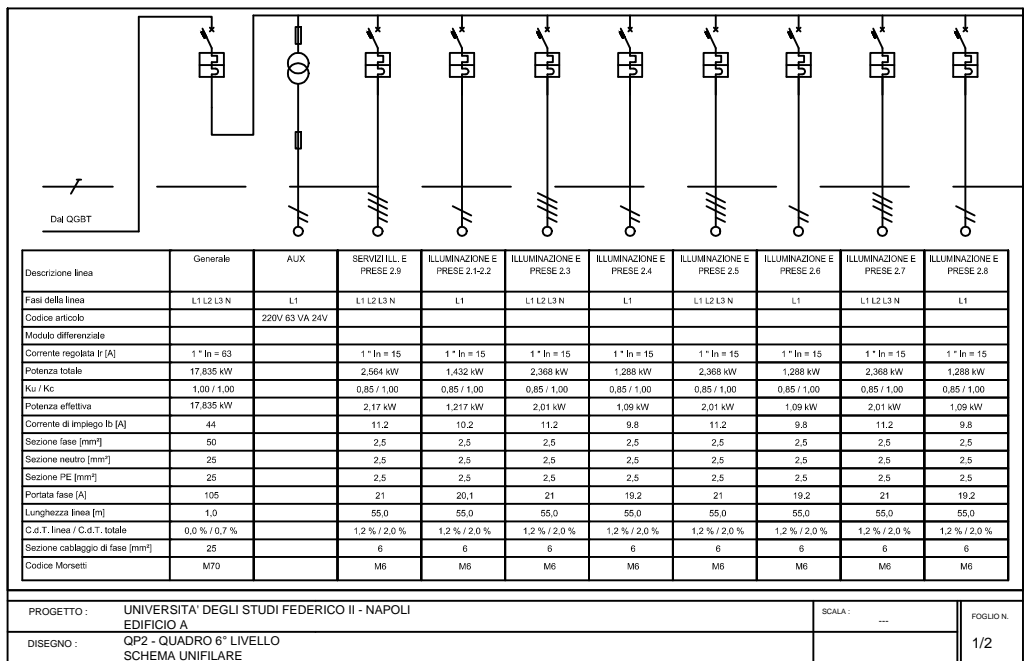 Dal QGBT
Descrizione linea Generale AUX SERVIZI ILL. E PRESE 2.9 ILLUMINAZIONE E PRESE 2.1-2.2 ILLUMINAZIONE E PRESE 2.3 ILLUMINAZIONE E PRESE 2.4 ILLUMINAZIONE E PRESE 2.5 ILLUMINAZIONE E PRESE 2.6 ILLUMINAZIONE E PRESE 2.7 ILLUMINAZIONE E PRESE 2.8
Fasi della linea L1 L2 L3 N L1 L1 L2 L3 N L1 L1 L2 L3 N L1 L1 L2 L3 N L1 L1 L2 L3 N L1
Codice articolo 220V 63 VA 24V
Modulo differenziale
Corrente regolata Ir [A] 1 * In = 63 1 * In = 15 1 * In = 15 1 * In = 15 1 * In = 15 1 * In = 15 1 * In = 15 1 * In = 15 1 * In = 15
Potenza totale 17,835 kW 2,564 kW 1,432 kW 2,368 kW 1,288 kW 2,368 kW 1,288 kW 2,368 kW 1,288 kW
Ku / Kc 1,00 / 1,00 0,85 / 1,00 0,85 / 1,00 0,85 / 1,00 0,85 / 1,00 0,85 / 1,00 0,85 / 1,00 0,85 / 1,00 0,85 / 1,00
Potenza effettiva 17,835 kW 2,17 kW 1,217 kW 2,01 kW 1,09 kW 2,01 kW 1,09 kW 2,01 kW 1,09 kW
Corrente di impiego Ib [A] 44 11.2 10.2 11.2 9.8 11.2 9.8 11.2 9.8
Sezione fase [mm²] 50 2,5 2,5 2,5 2,5 2,5 2,5 2,5 2,5
Sezione neutro [mm²] 25 2,5 2,5 2,5 2,5 2,5 2,5 2,5 2,5
Sezione PE [mm²] 25 2,5 2,5 2,5 2,5 2,5 2,5 2,5 2,5
Portata fase [A] 105 21 20,1 21 19.2 21 19.2 21 19.2
Lunghezza linea [m] 1,0 55,0 55,0 55,0 55,0 55,0 55,0 55,0 55,0
C.d.T. linea / C.d.T. totale 0,0 % / 0,7 % 1,2 % / 2,0 % 1,2 % / 2,0 % 1,2 % / 2,0 % 1,2 % / 2,0 % 1,2 % / 2,0 % 1,2 % / 2,0 % 1,2 % / 2,0 % 1,2 % / 2,0 %
Sezione cablaggio di fase [mm²] 25 6 6 6 6 6 6 6 6
Codice Morsetti M70 M6 M6 M6 M6 M6 M6 M6 M6
PROGETTO : UNIVERSITA' DEGLI STUDI FEDERICO II - NAPOLI
EDIFICIO A
SCALA :
---
FOGLIO N.
1/2
DISEGNO : QP2 - QUADRO 6° LIVELLO
SCHEMA UNIFILARE